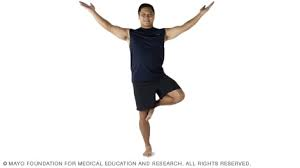 © MAYO FOUNDATION FOR MEDICAL EDUCATION AND RESEARCH. ALL RIGHTS RESERVED.